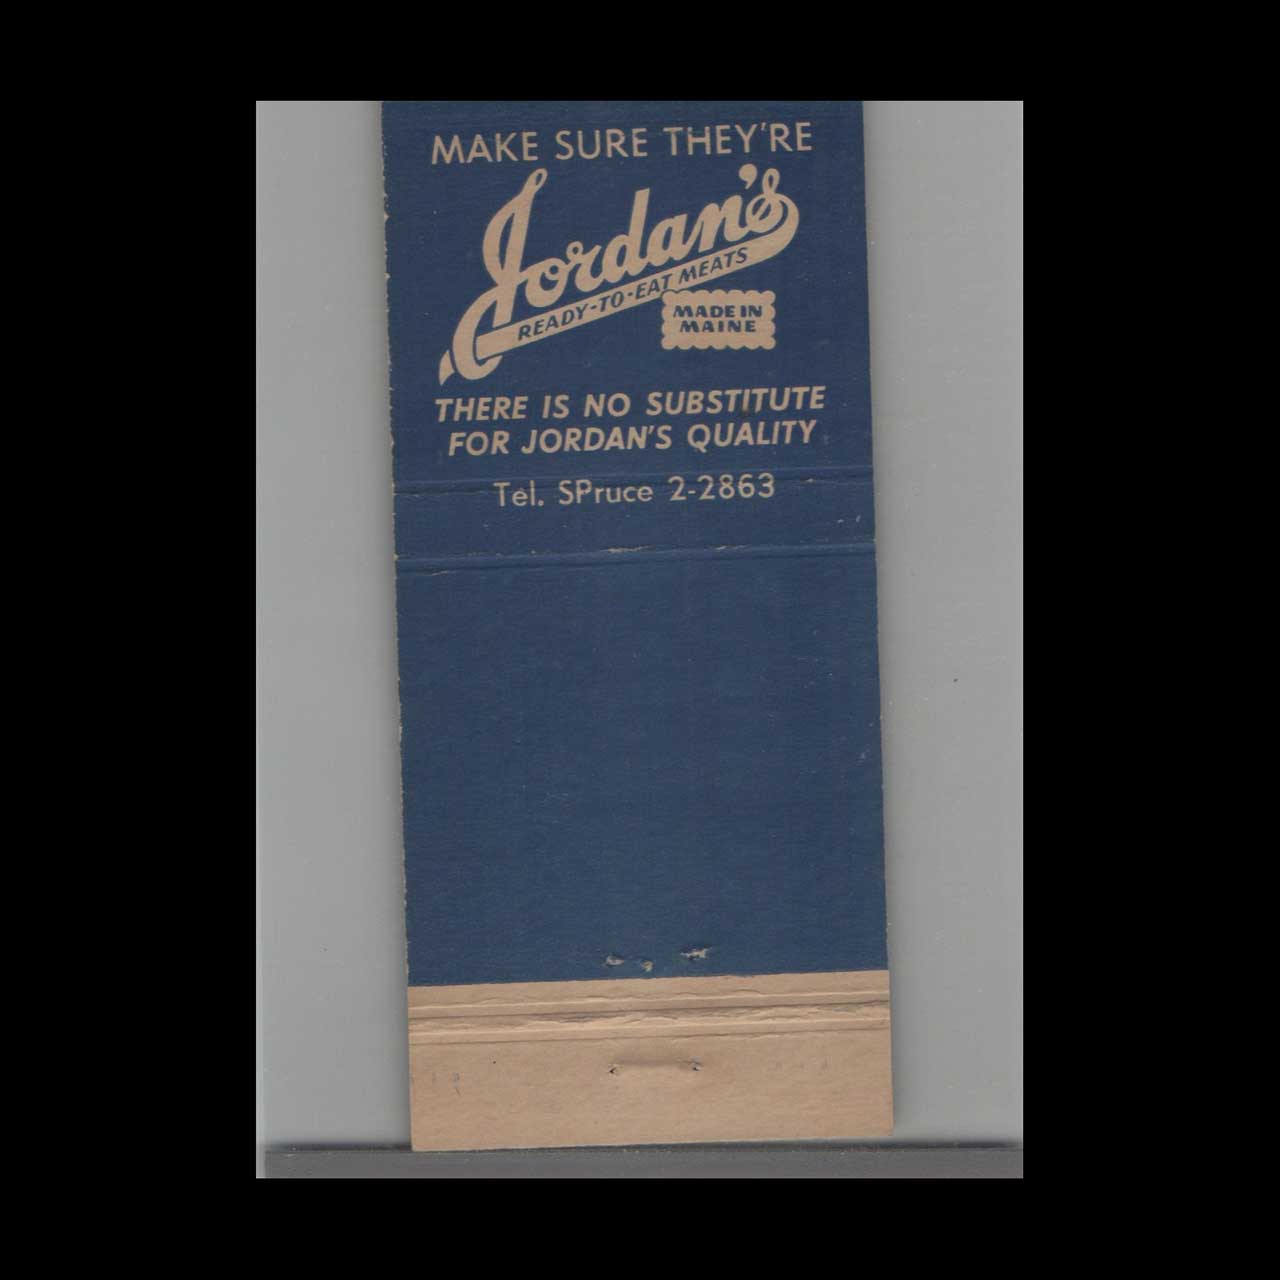 MAKE SURE THEY'RE
Jordan's
READY-TO-EAT MEATS
MADE IN
MAINE
THERE IS NO SUBSTITUTE
FOR JORDAN'S QUALITY
Tel. SPruce 2-2863